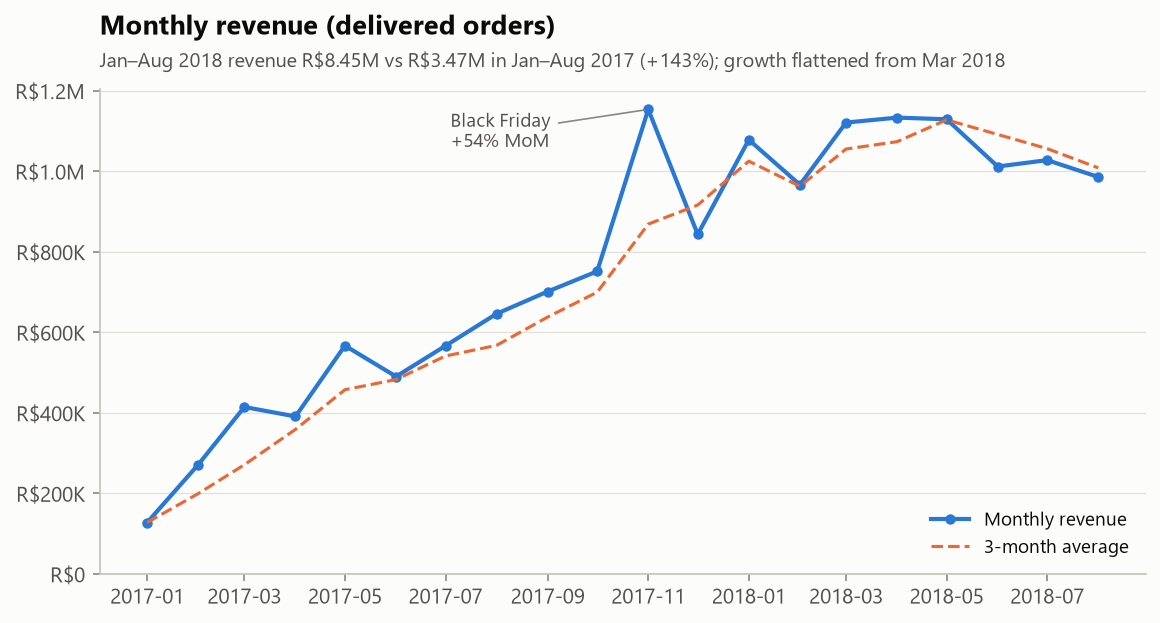 Monthly revenue (delivered orders)
Jan–Aug 2018 revenue R$8.45M vs R$3.47M in Jan–Aug 2017 (+143%); growth flattened from Mar 2018
R$1.2M
R$1.0M
R$800K
R$600K
R$400K
R$200K
R$0
Black Friday
+54% MoM
Monthly revenue
3-month average
2017-01 2017-03 2017-05 2017-07 2017-09 2017-11 2018-01 2018-03 2018-05 2018-07